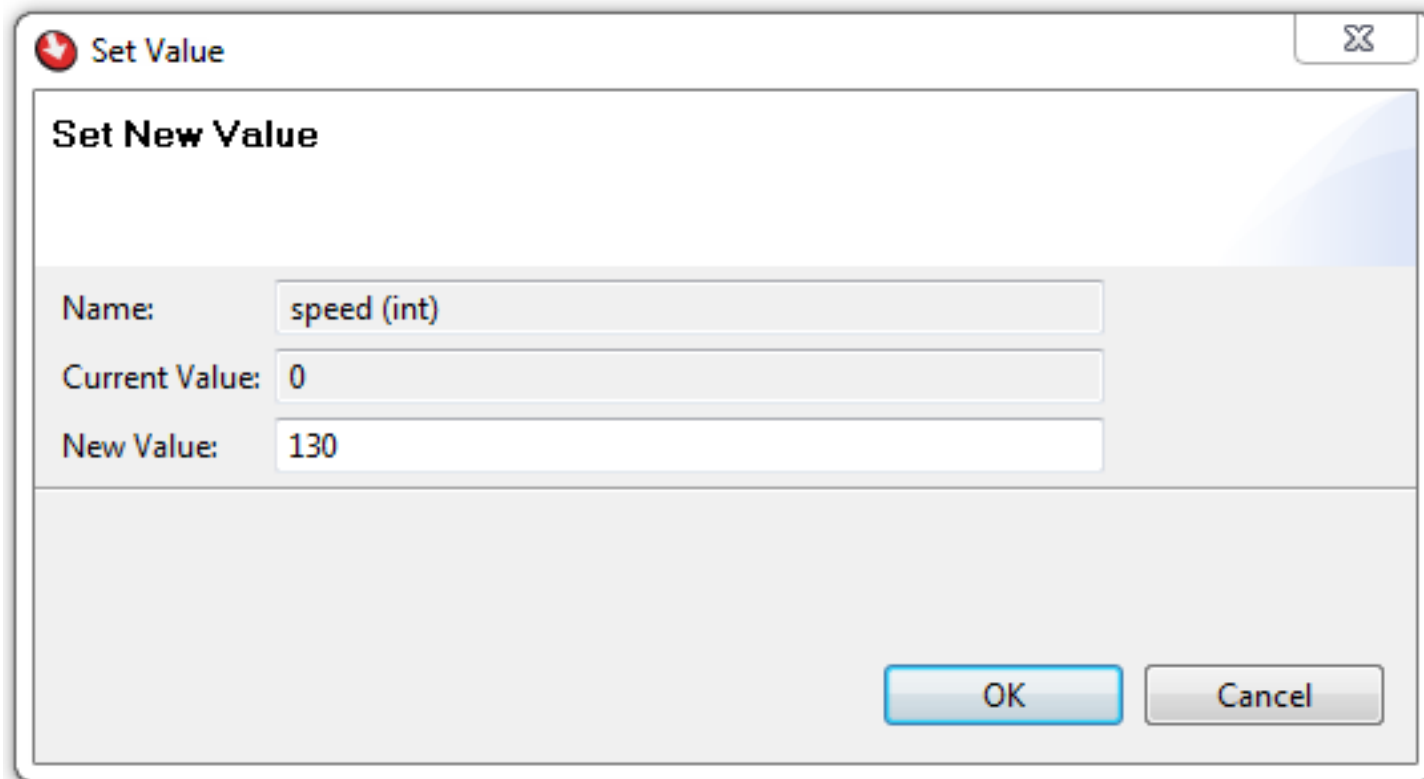 Set Value
Set New Value
Name: speed (int)
Current Value: 0
New Value: 130
OK Cancel